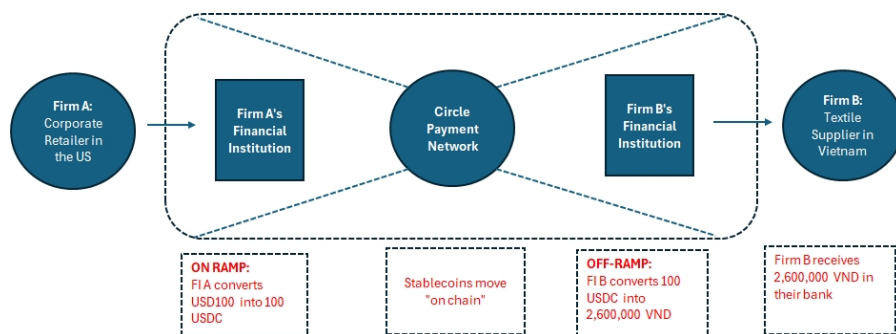 Firm A:
Corporate
Retailer in
the US
Firm A's
Financial
Institution
Circle
Payment
Network
Firm B's
Financial
Institution
Firm B:
Textile
Supplier in
Vietnam
ON RAMP:
FI A converts
USD100 into 100
USDC
Stablecoins move
"on chain"
OFF-RAMP:
FI B converts 100
USDC into
2,600,000 VND
Firm B receives
2,600,000 VND in
their bank